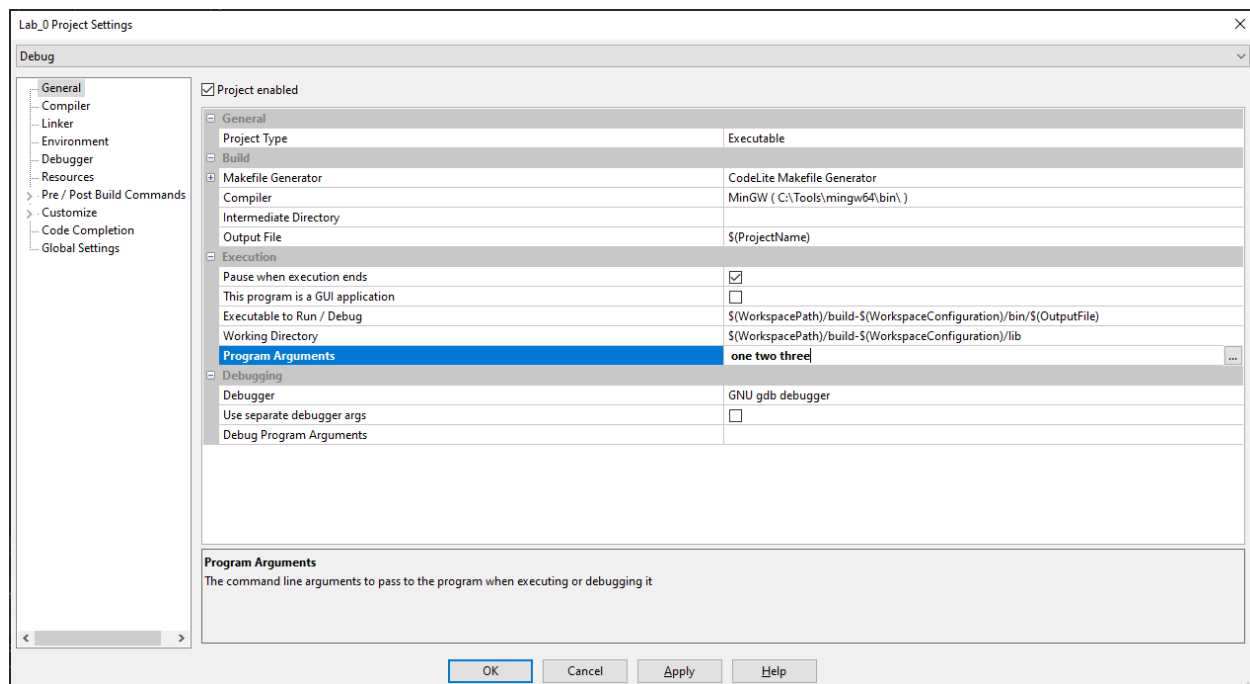 Lab_0 Project Settings
Debug
General
Compiler
Linker
Environment
Debugger
Resources
Pre / Post Build Commands
Customize
Code Completion
Global Settings
Project enabled
General
Project Type Executable
Build
Makefile Generator CodeLite Makefile Generator
Compiler MinGW ( C:\Tools\mingw64\bin\ )
Intermediate Directory
Output File $(ProjectName)
Execution
Pause when execution ends
This program is a GUI application
Executable to Run / Debug $(WorkspacePath)/build-$(WorkspaceConfiguration)/bin/$(OutputFile)
Working Directory $(WorkspacePath)/build-$(WorkspaceConfiguration)/lib
Program Arguments one two three ...
Debugging
Debugger GNU gdb debugger
Use separate debugger args
Debug Program Arguments
Program Arguments
The command line arguments to pass to the program when executing or debugging it
OK Cancel Apply Help